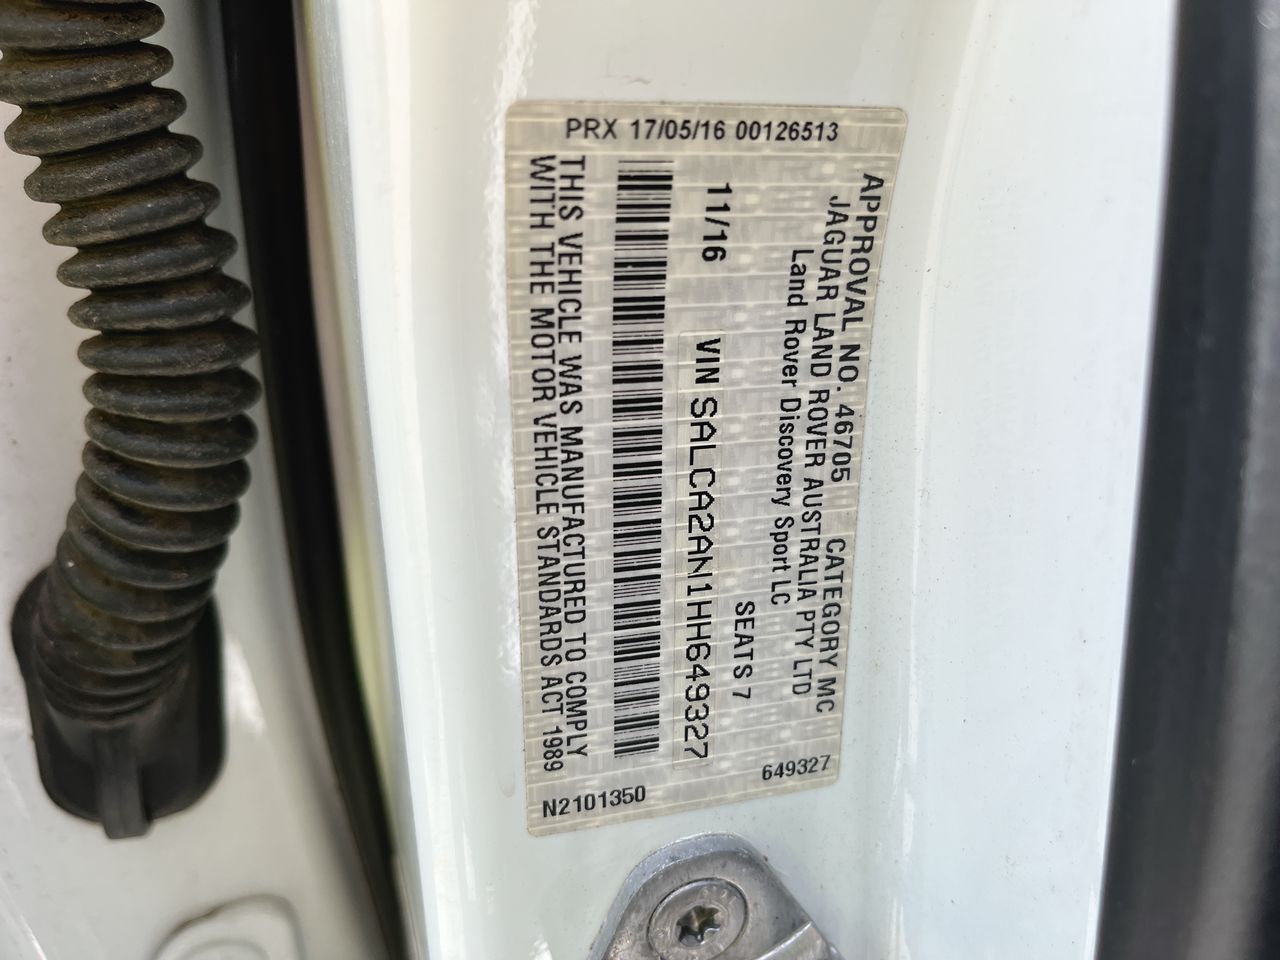 PRX 17/05/16 00126513
APPROVAL NO. 46705 CATEGORY MC
JAGUAR LAND ROVER AUSTRALIA PTY LTD
Land Rover Discovery Sport LC
SEATS 7
11/16 VIN SALCA2AN1HH649327
THIS VEHICLE WAS MANUFACTURED TO COMPLY
WITH THE MOTOR VEHICLE STANDARDS ACT 1989
649327
N2101350